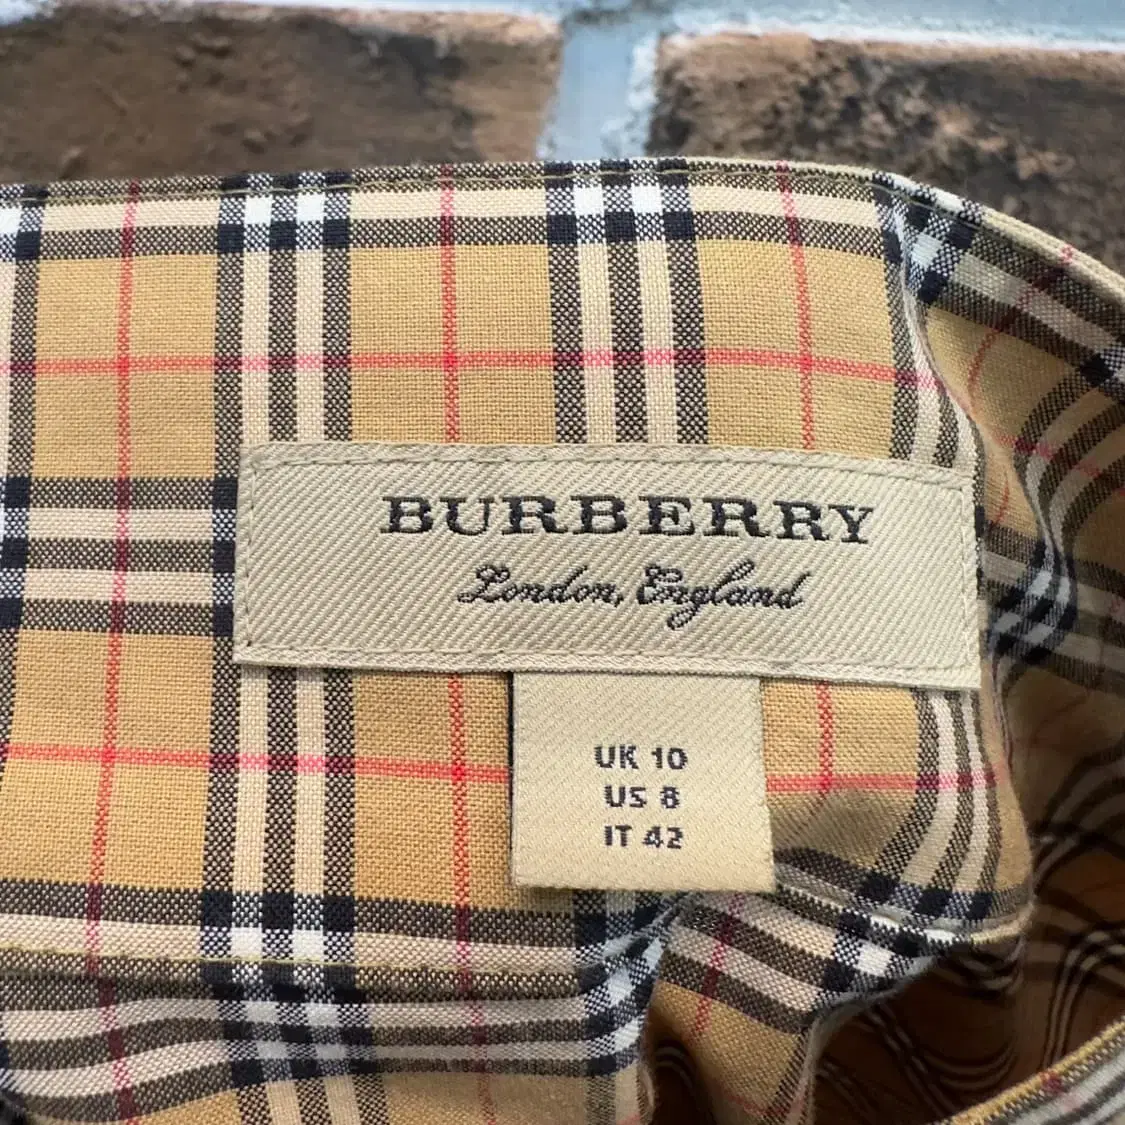 BURBERRY
London, England
UK 10
US 8
IT 42